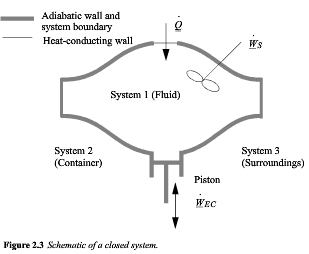 Adiabatic wall and
system boundary
Heat-conducting wall
Q̇
Ẇs
System 1 (Fluid)
System 2
(Container)
System 3
(Surroundings)
Piston
ẆEC
Figure 2.3 Schematic of a closed system.